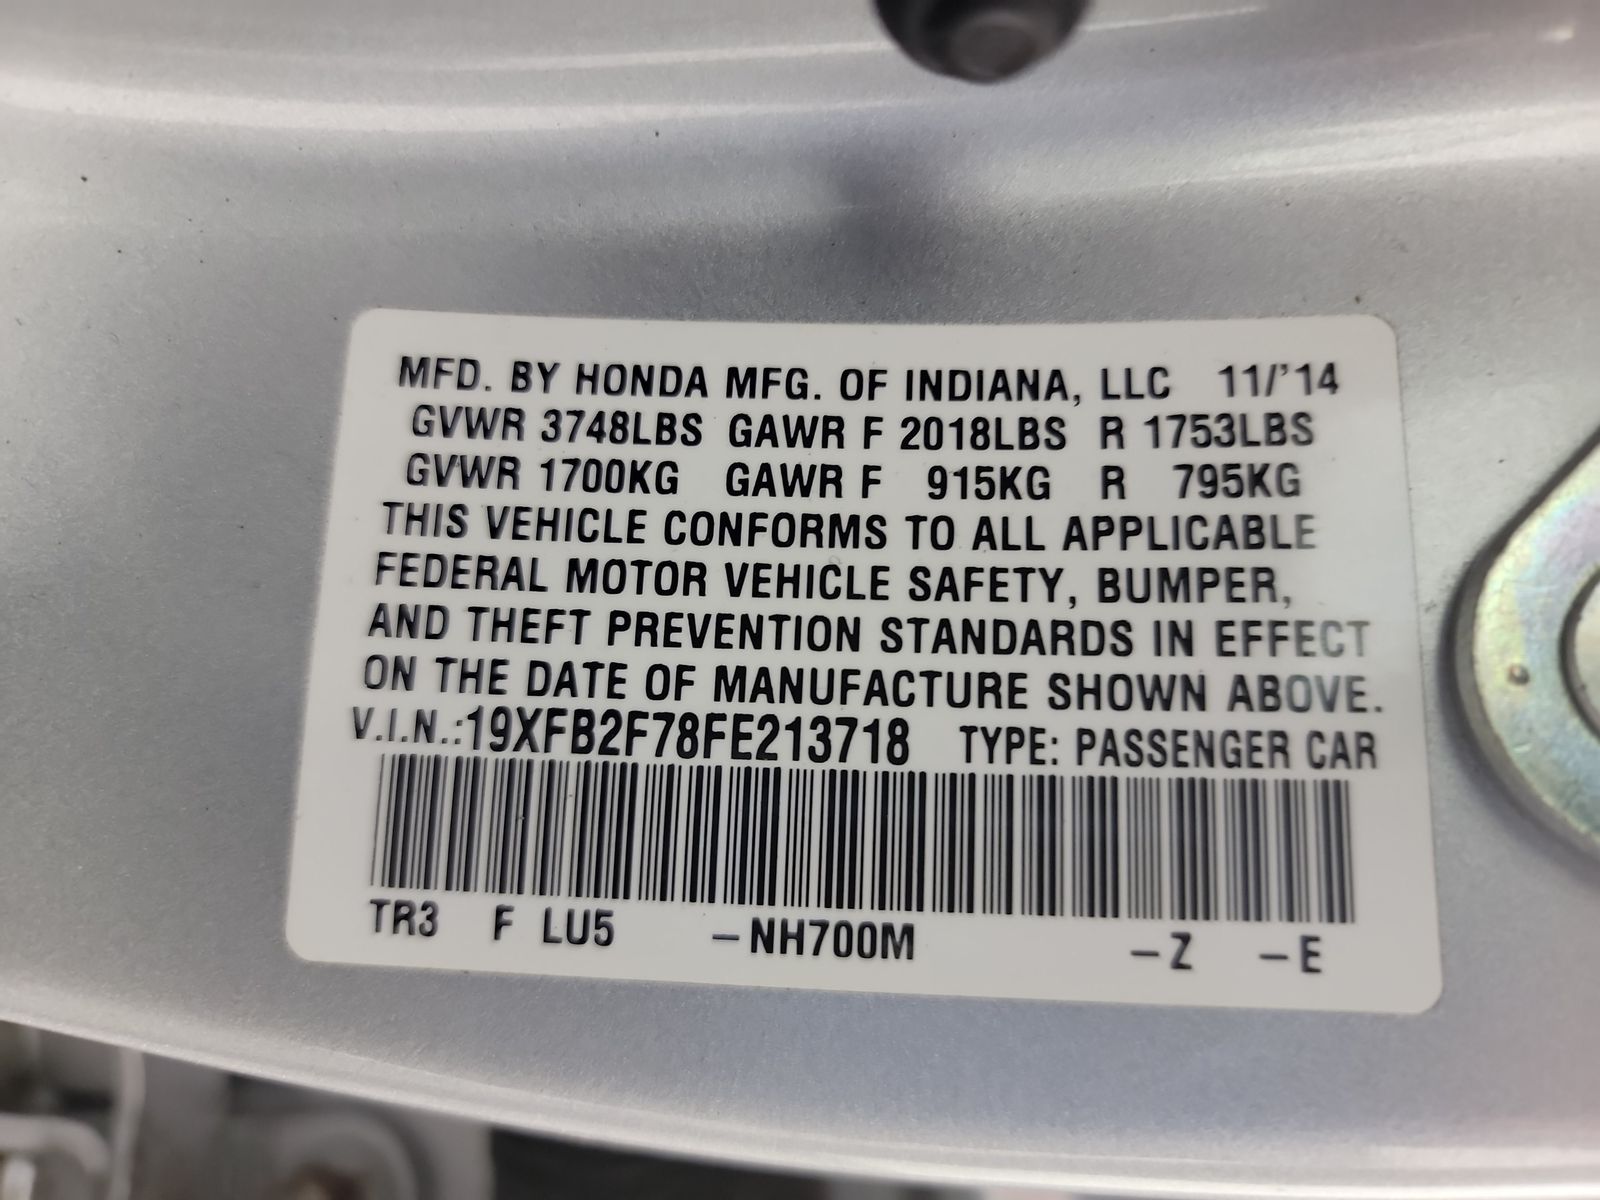 MFD. BY HONDA MFG. OF INDIANA, LLC 11/'14
GVWR 3748LBS GAWR F 2018LBS R 1753LBS
GVWR 1700KG GAWR F 915KG R 795KG
THIS VEHICLE CONFORMS TO ALL APPLICABLE
FEDERAL MOTOR VEHICLE SAFETY, BUMPER,
AND THEFT PREVENTION STANDARDS IN EFFECT
ON THE DATE OF MANUFACTURE SHOWN ABOVE.
V.I.N.:19XFB2F78FE213718 TYPE: PASSENGER CAR
TR3 F LU5 –NH700M –Z –E